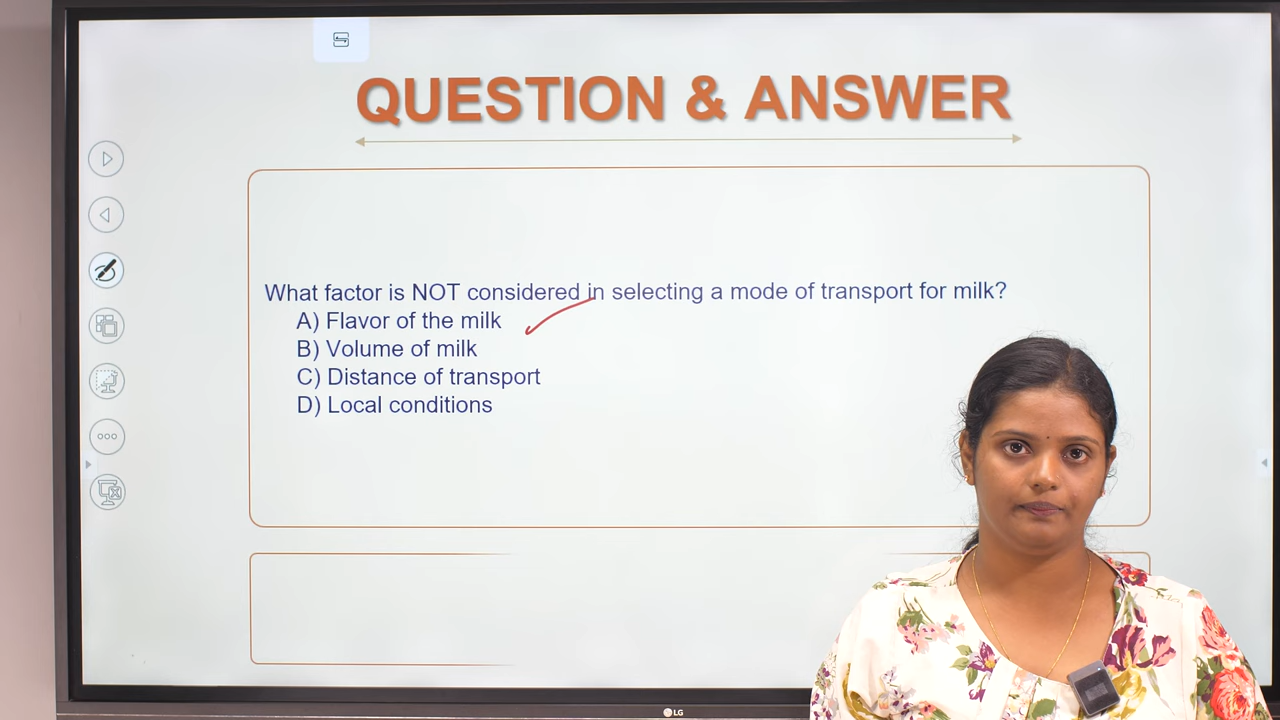 QUESTION & ANSWER
What factor is NOT considered in selecting a mode of transport for milk?
A) Flavor of the milk
B) Volume of milk
C) Distance of transport
D) Local conditions
LG